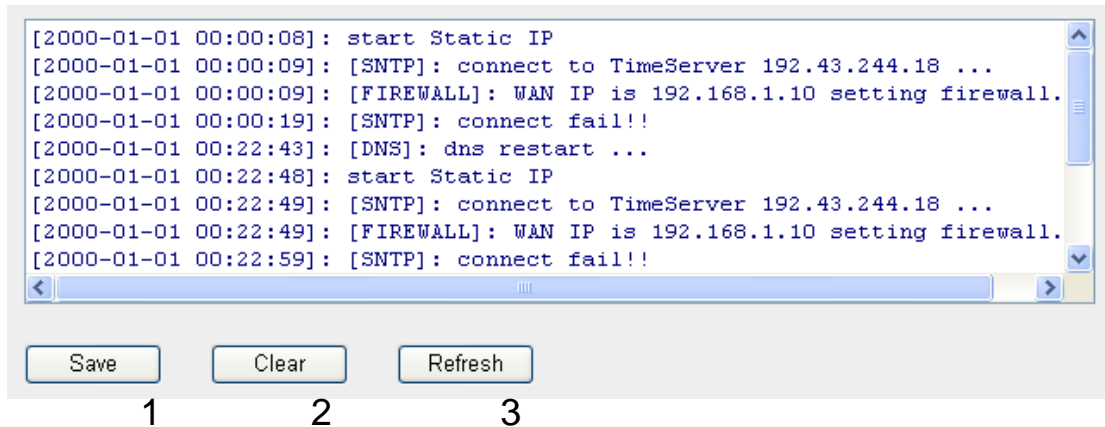 [2000-01-01 00:00:08]: start Static IP
[2000-01-01 00:00:09]: [SNTP]: connect to TimeServer 192.43.244.18 ...
[2000-01-01 00:00:09]: [FIREWALL]: WAN IP is 192.168.1.10 setting firewall.
[2000-01-01 00:00:19]: [SNTP]: connect fail!!
[2000-01-01 00:22:43]: [DNS]: dns restart ...
[2000-01-01 00:22:48]: start Static IP
[2000-01-01 00:22:49]: [SNTP]: connect to TimeServer 192.43.244.18 ...
[2000-01-01 00:22:49]: [FIREWALL]: WAN IP is 192.168.1.10 setting firewall.
[2000-01-01 00:22:59]: [SNTP]: connect fail!!
Save Clear Refresh
1 2 3